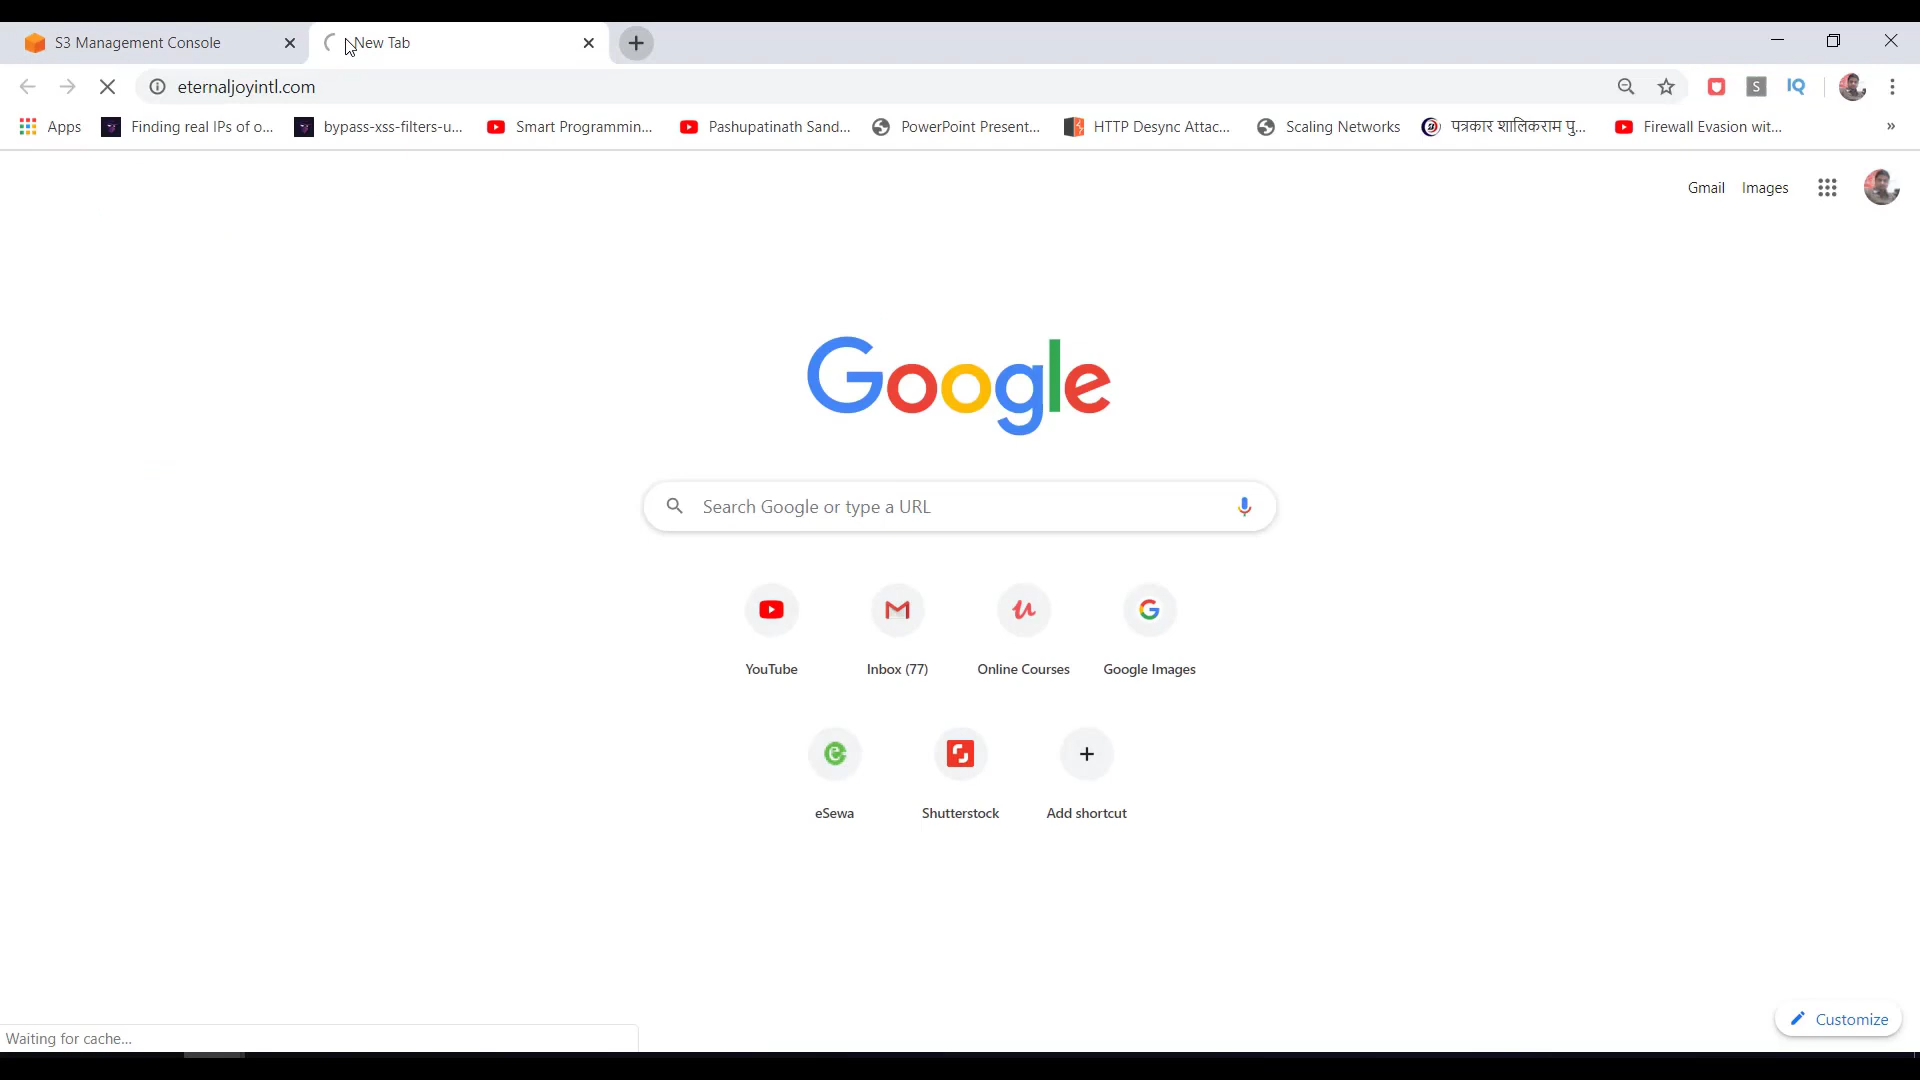 S3 Management Console
New Tab
eternaljoyintl.com
S
IQ
Apps
Finding real IPs of o...
bypass-xss-filters-u...
Smart Programmin...
Pashupatinath Sand...
PowerPoint Present...
HTTP Desync Attac...
Scaling Networks
पत्रकार शालिकराम पु...
Firewall Evasion wit...
»
Gmail
Images
Google
Search Google or type a URL
YouTube
Inbox (77)
Online Courses
Google Images
eSewa
Shutterstock
Add shortcut
Customize
Waiting for cache...